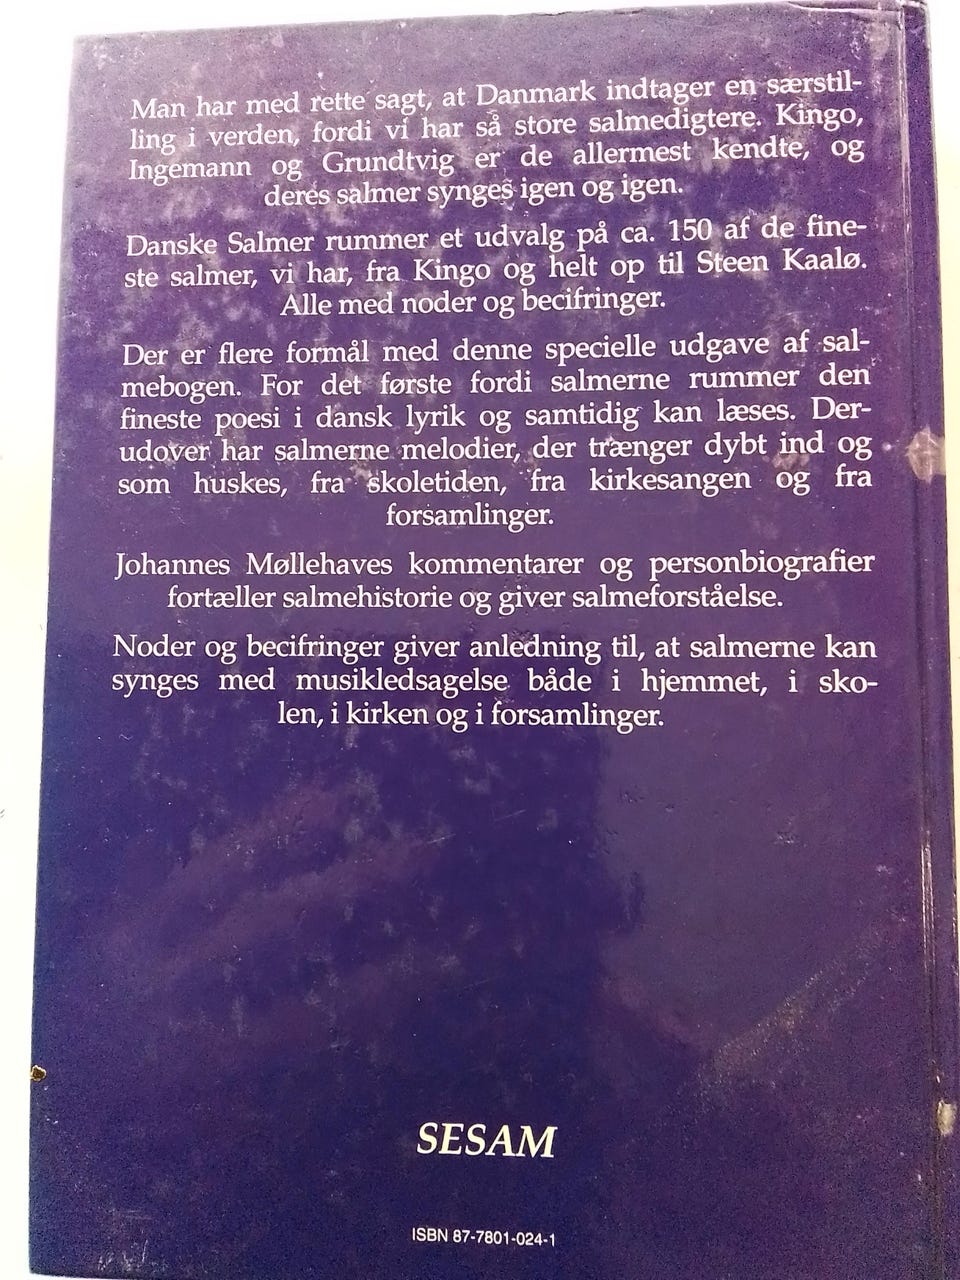 Man har med rette sagt, at Danmark indtager en særstil-
ling i verden, fordi vi har så store salmedigtere. Kingo,
Ingemann og Grundtvig er de allermest kendte, og
deres salmer synges igen og igen.
Danske Salmer rummer et udvalg på ca. 150 af de fine-
ste salmer, vi har, fra Kingo og helt op til Steen Kaalø.
Alle med noder og becifringer.
Der er flere formål med denne specielle udgave af sal-
mebogen. For det første fordi salmerne rummer den
fineste poesi i dansk lyrik og samtidig kan læses. Der-
udover har salmerne melodier, der trænger dybt ind og
som huskes, fra skoletiden, fra kirkesangen og fra
forsamlinger.
Johannes Møllehaves kommentarer og personbiografier
fortæller salmehistorie og giver salmeforståelse.
Noder og becifringer giver anledning til, at salmerne kan
synges med musikledsagelse både i hjemmet, i sko-
len, i kirken og i forsamlinger.
SESAM
ISBN 87-7801-024-1